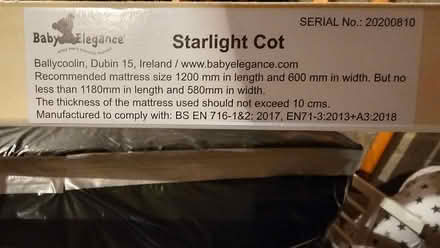 SERIAL No.: 20200810
Baby Elegance®
Starlight Cot
Ballycoolin, Dubin 15, Ireland / www.babyelegance.com
Recommended mattress size 1200 mm in length and 600 mm in width. But no
less than 1180mm in length and 580mm in width.
The thickness of the mattress used should not exceed 10 cms.
Manufactured to comply with: BS EN 716-1&2: 2017, EN71-3:2013+A3:2018